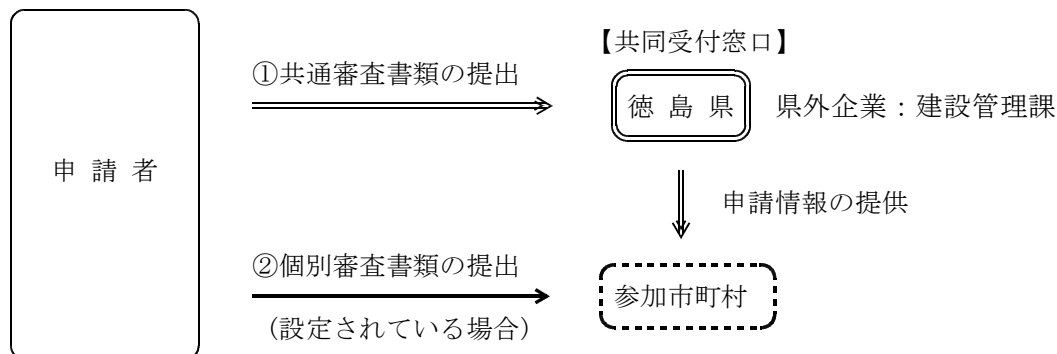 【共同受付窓口】
①共通審査書類の提出
徳島県 県外企業：建設管理課
申請者
申請情報の提供
②個別審査書類の提出
参加市町村
（設定されている場合）